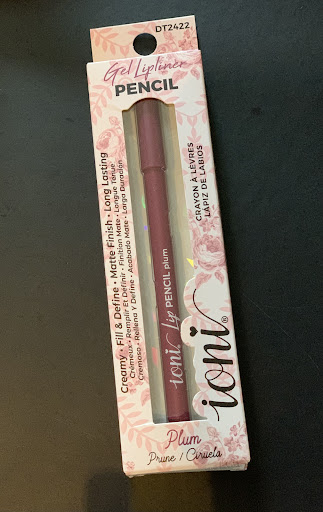 DT2422
Gel Lipliner
PENCIL
Creamy • Fill & Define • Matte Finish • Long Lasting
Crémeux • Remplir Et Définir • Finition Mate • Longue Tenue
Cremoso • Rellena Y Define • Acabado Mate • Larga Duración
CRAYON À LÈVRES
LÁPIZ DE LABIOS
ioni Lip PENCIL plum
ioni®
Plum
Prune / Ciruela